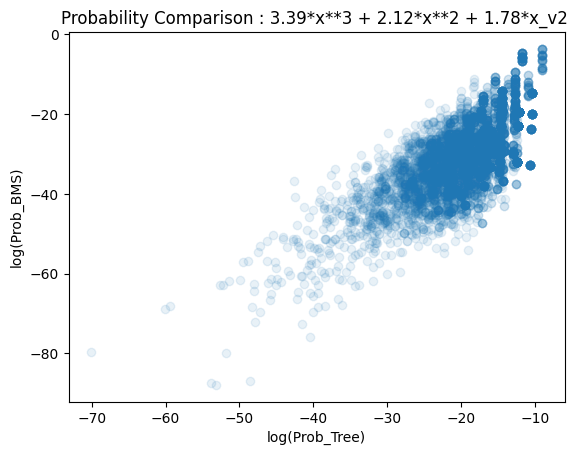 Probability Comparison : 3.39*x**3 + 2.12*x**2 + 1.78*x_v2
0
−20
−40
−60
−80
log(Prob_BMS)
−70 −60 −50 −40 −30 −20 −10
log(Prob_Tree)